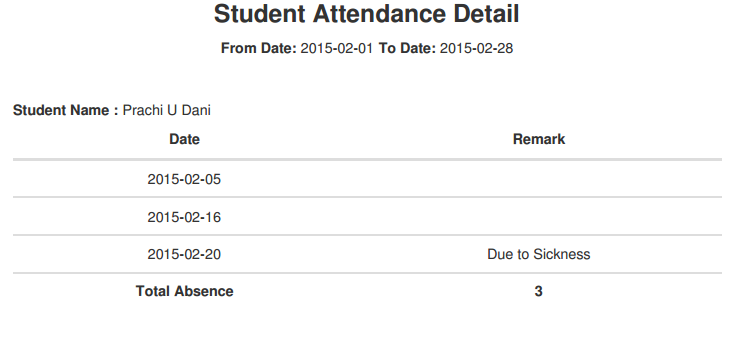 Student Attendance Detail
From Date: 2015-02-01 To Date: 2015-02-28
Student Name : Prachi U Dani
Date Remark
2015-02-05
2015-02-16
2015-02-20 Due to Sickness
Total Absence 3